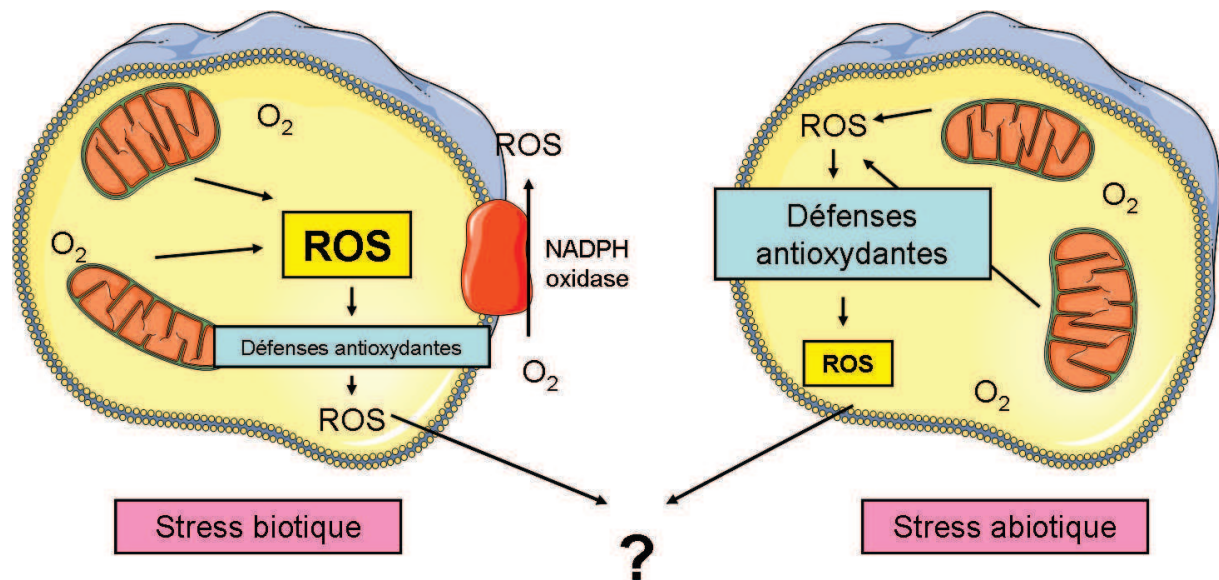 O2
ROS
O2
ROS
NADPH
oxidase
Défenses antioxydantes
O2
ROS
Stress biotique
ROS
O2
Défenses
antioxydantes
ROS
O2
Stress abiotique
?